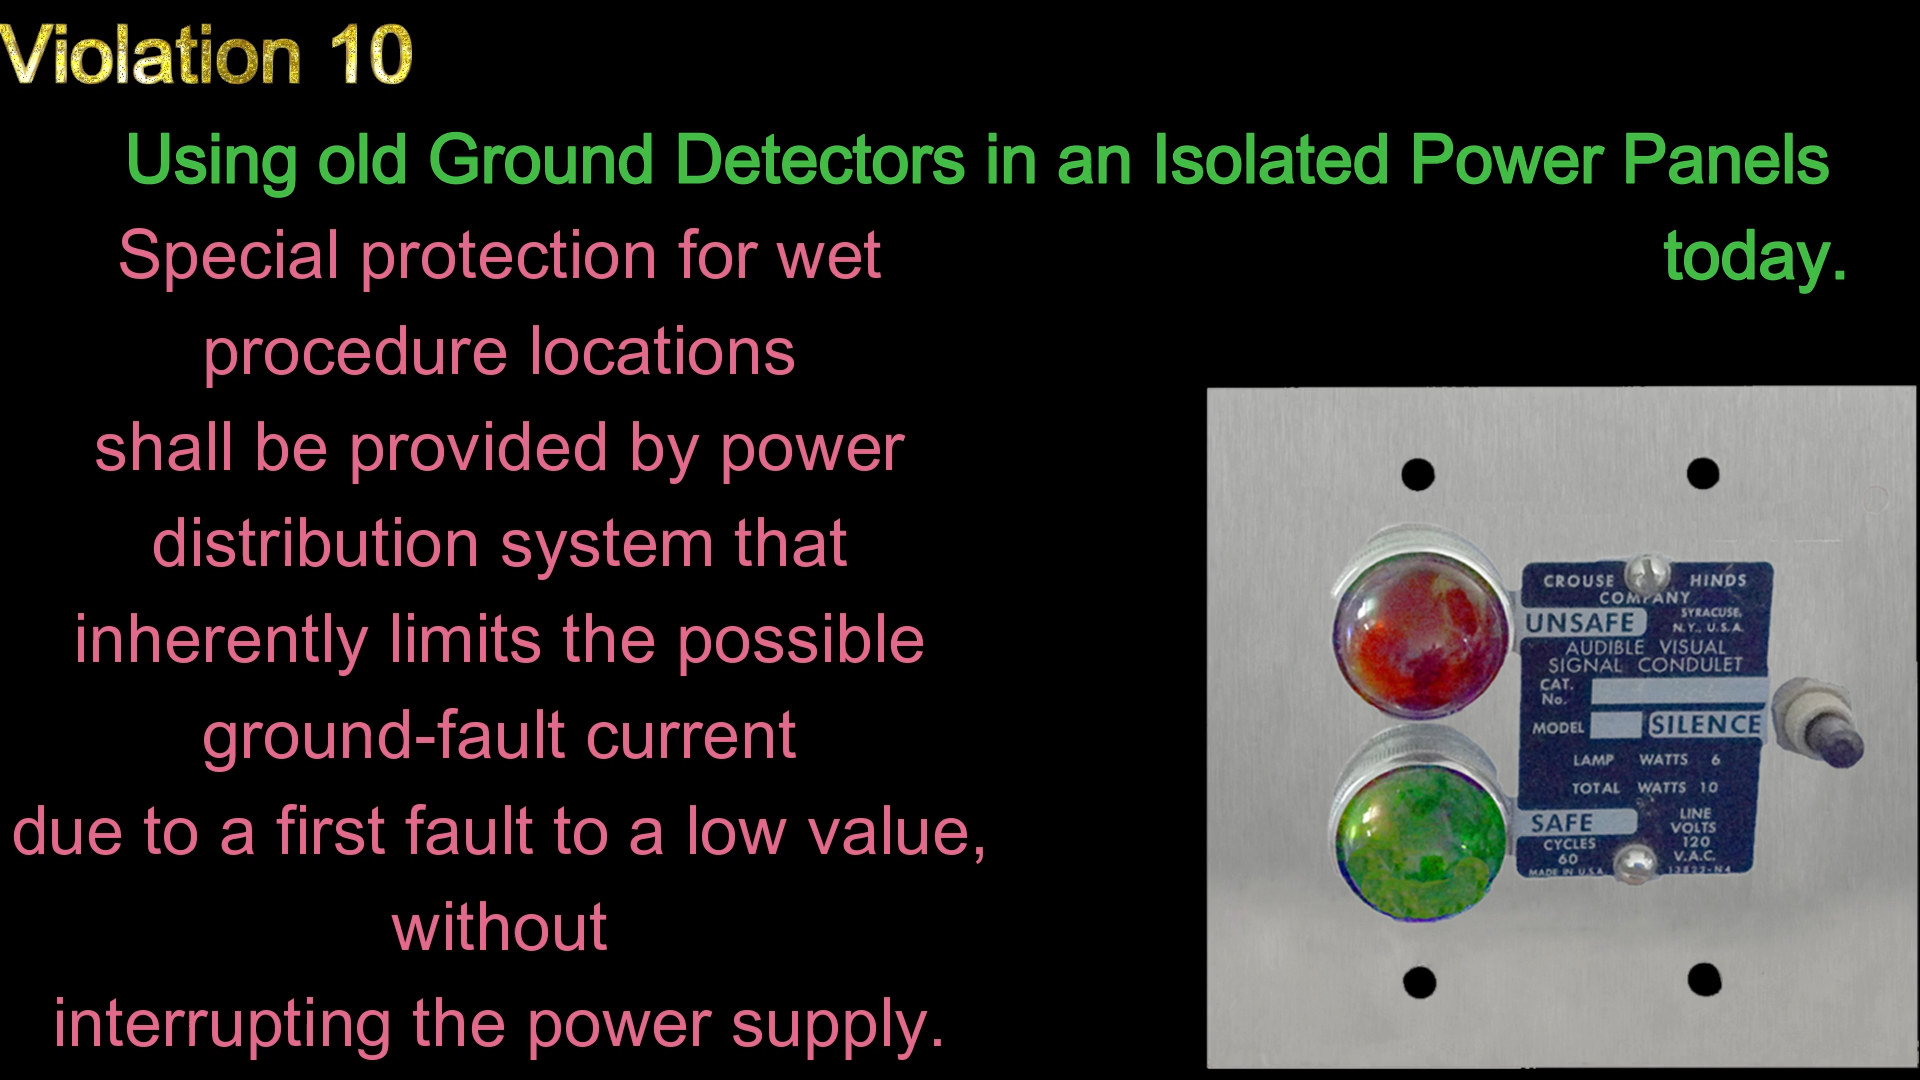 Violation 10
Using old Ground Detectors in an Isolated Power Panels
today.
Special protection for wet
procedure locations
shall be provided by power
distribution system that
inherently limits the possible
ground-fault current
due to a first fault to a low value,
without
interrupting the power supply.
CROUSE HINDS
COMPANY
SYRACUSE,
N.Y., U.S.A.
UNSAFE
AUDIBLE VISUAL
SIGNAL CONDULET
CAT.
No.
MODEL
SILENCE
LAMP WATTS 6
TOTAL WATTS 10
SAFE
CYCLES
60
MADE IN U.S.A.
LINE
VOLTS
120
V.A.C.